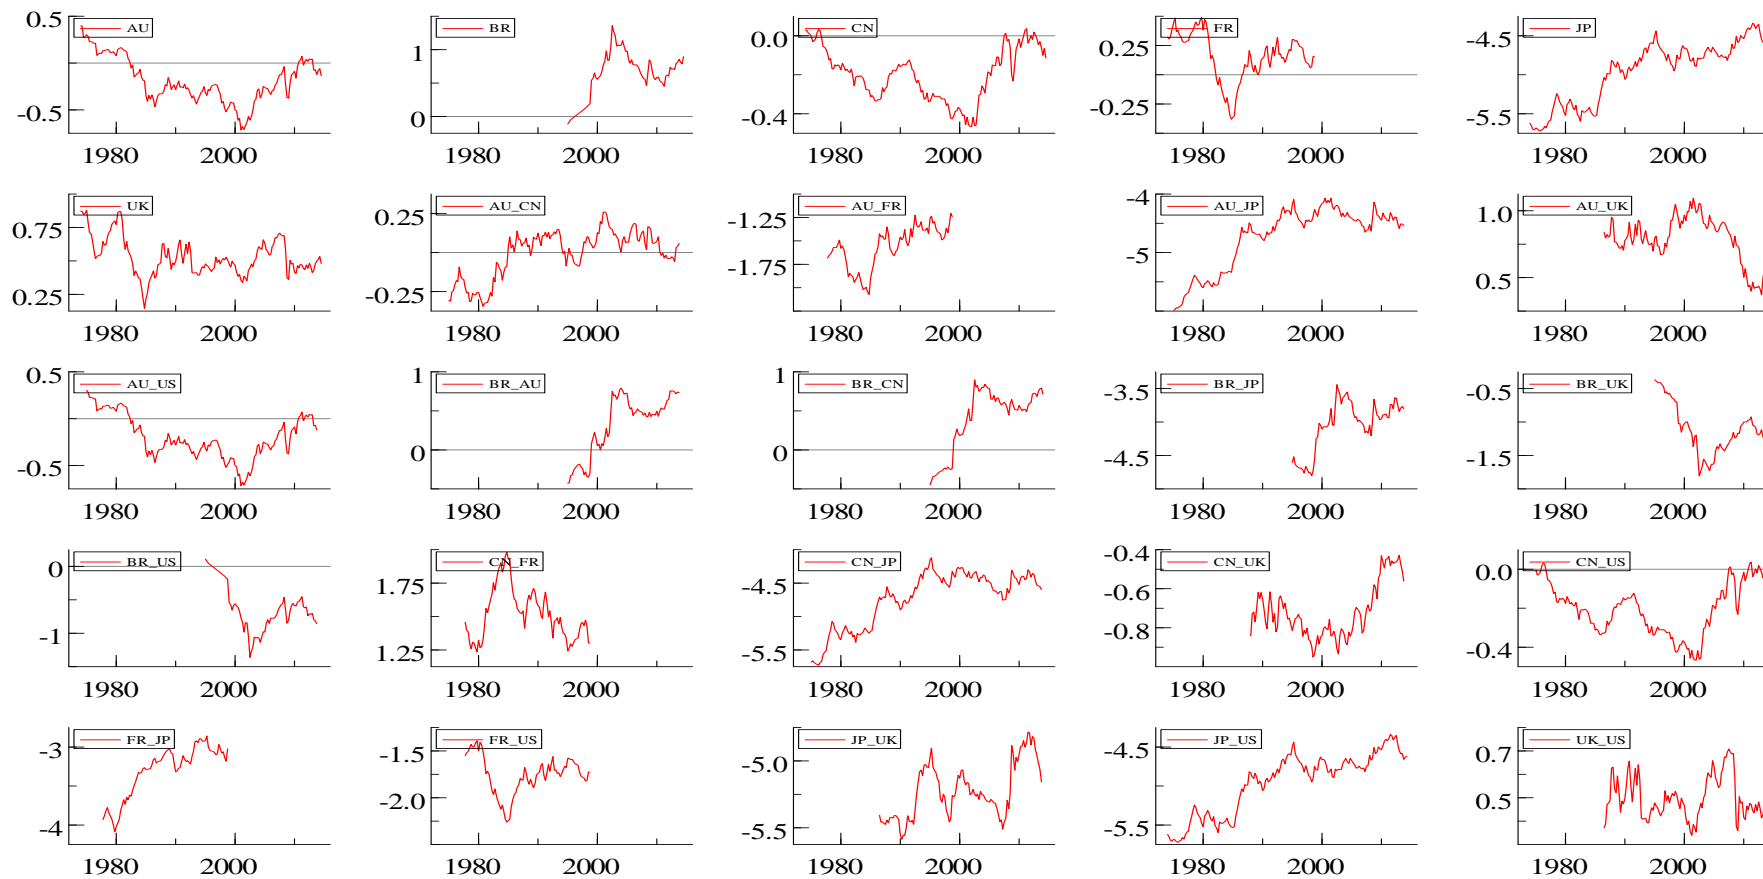 0.5 AU
-0.5
1980 2000
BR
1
0
1980 2000
0.0 CN
-0.4
1980 2000
FR
0.25
-0.25
1980 2000
JP
-4.5
-5.5
1980 2000
UK
0.75
0.25
1980 2000
AU_CN
0.25
-0.25
1980 2000
AU_FR
-1.25
-1.75
1980 2000
-4 AU_JP
-5
1980 2000
AU_UK
1.0
0.5
1980 2000
0.5 AU_US
-0.5
1980 2000
1 BR_AU
0
1980 2000
1 BR_CN
0
1980 2000
BR_JP
-3.5
-4.5
1980 2000
BR_UK
-0.5
-1.5
1980 2000
BR_US
0
-1
1980 2000
CN_FR
1.75
1.25
1980 2000
CN_JP
-4.5
-5.5
1980 2000
-0.4 CN_UK
-0.6
-0.8
1980 2000
CN_US
0.0
-0.4
1980 2000
FR_JP
-3
-4
1980 2000
FR_US
-1.5
-2.0
1980 2000
JP_UK
-5.0
-5.5
1980 2000
JP_US
-4.5
-5.5
1980 2000
UK_US
0.7
0.5
1980 2000